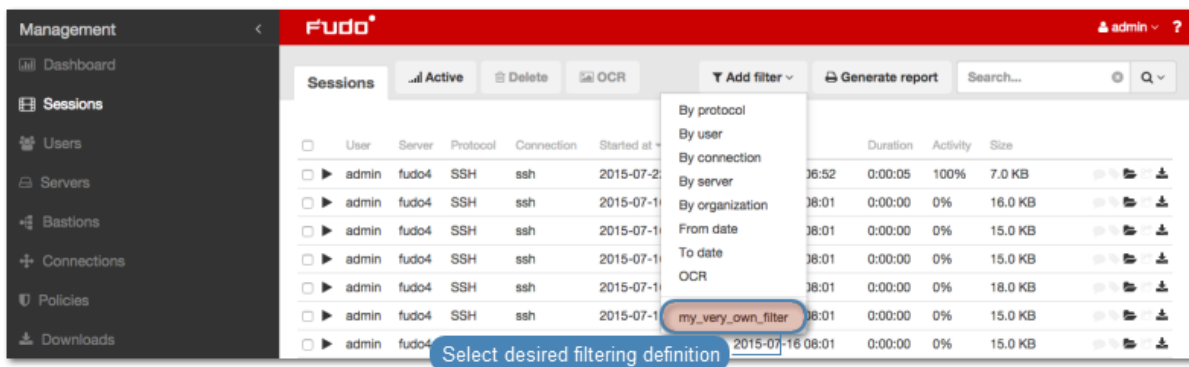 Management <
Fudo
admin ?
Dashboard
Sessions
Users
Servers
Bastions
Connections
Policies
Downloads
Sessions Active Delete OCR Add filter Generate report Search...
By protocol
By user
By connection
By server
By organization
From date
To date
OCR
my_very_own_filter
User Server Protocol Connection Started at Duration Activity Size
admin fudo4 SSH ssh 2015-07-2 06:52 0:00:05 100% 7.0 KB
admin fudo4 SSH ssh 2015-07-1 08:01 0:00:00 0% 16.0 KB
admin fudo4 SSH ssh 2015-07-1 08:01 0:00:00 0% 15.0 KB
admin fudo4 SSH ssh 2015-07-1 08:01 0:00:00 0% 15.0 KB
admin fudo4 SSH ssh 2015-07-1 08:01 0:00:00 0% 18.0 KB
admin fudo4 SSH ssh 2015-07-1 08:01 0:00:00 0% 15.0 KB
admin fudo4 2015-07-16 08:01 0:00:00 0% 15.0 KB
Select desired filtering definition